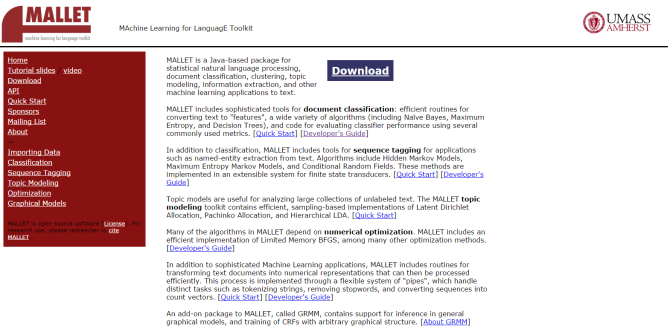 MALLET
machine learning for language toolkit
MAchine Learning for LanguagE Toolkit
UMASS
AMHERST
Home
Tutorial slides / video
Download
API
Quick Start
Sponsors
Mailing List
About
...
Importing Data
Classification
Sequence Tagging
Topic Modeling
Optimization
Graphical Models
MALLET is open source software [License]. For
research use, please remember to cite
MALLET.
MALLET is a Java-based package for
statistical natural language processing,
document classification, clustering, topic
modeling, information extraction, and other
machine learning applications to text.
Download
MALLET includes sophisticated tools for document classification: efficient routines for
converting text to "features", a wide variety of algorithms (including Naïve Bayes, Maximum
Entropy, and Decision Trees), and code for evaluating classifier performance using several
commonly used metrics. [Quick Start] [Developer's Guide]
In addition to classification, MALLET includes tools for sequence tagging for applications
such as named-entity extraction from text. Algorithms include Hidden Markov Models,
Maximum Entropy Markov Models, and Conditional Random Fields. These methods are
implemented in an extensible system for finite state transducers. [Quick Start] [Developer's
Guide]
Topic models are useful for analyzing large collections of unlabeled text. The MALLET topic
modeling toolkit contains efficient, sampling-based implementations of Latent Dirichlet
Allocation, Pachinko Allocation, and Hierarchical LDA. [Quick Start]
Many of the algorithms in MALLET depend on numerical optimization. MALLET includes an
efficient implementation of Limited Memory BFGS, among many other optimization methods.
[Developer's Guide]
In addition to sophisticated Machine Learning applications, MALLET includes routines for
transforming text documents into numerical representations that can then be processed
efficiently. This process is implemented through a flexible system of "pipes", which handle
distinct tasks such as tokenizing strings, removing stopwords, and converting sequences into
count vectors. [Quick Start] [Developer's Guide]
An add-on package to MALLET, called GRMM, contains support for inference in general
graphical models, and training of CRFs with arbitrary graphical structure. [About GRMM]